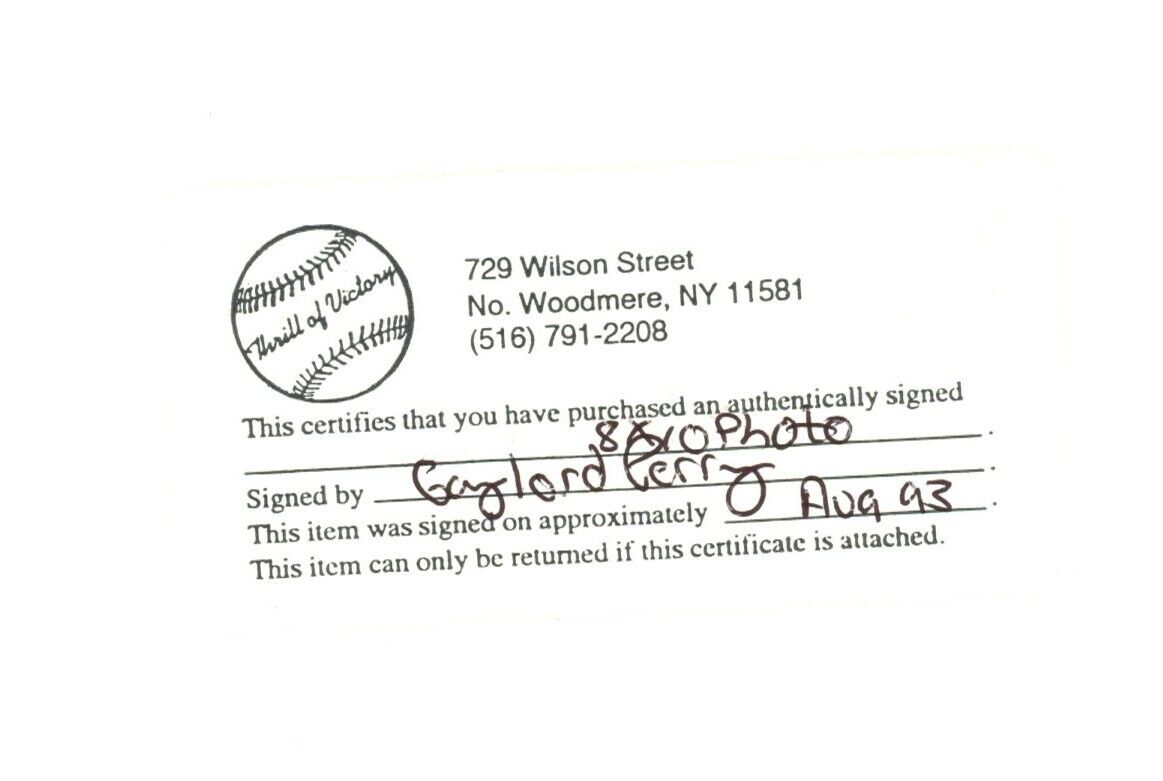 Thrill of Victory
729 Wilson Street
No. Woodmere, NY 11581
(516) 791-2208
This certifies that you have purchased an authentically signed
8x10 Photo.
Signed by Gaylord Perry.
This item was signed on approximately Aug 93.
This item can only be returned if this certificate is attached.